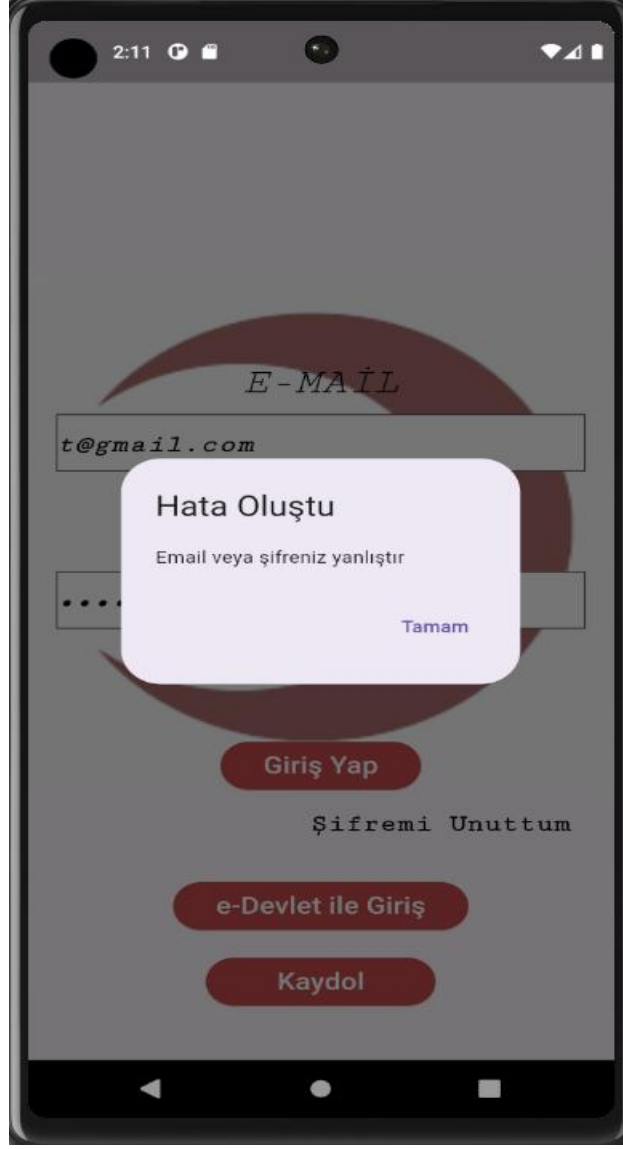 2:11
E-MAİL
t@gmail.com
Hata Oluştu
Email veya şifreniz yanlıştır
Tamam
Giriş Yap
Şifremi Unuttum
e-Devlet ile Giriş
Kaydol